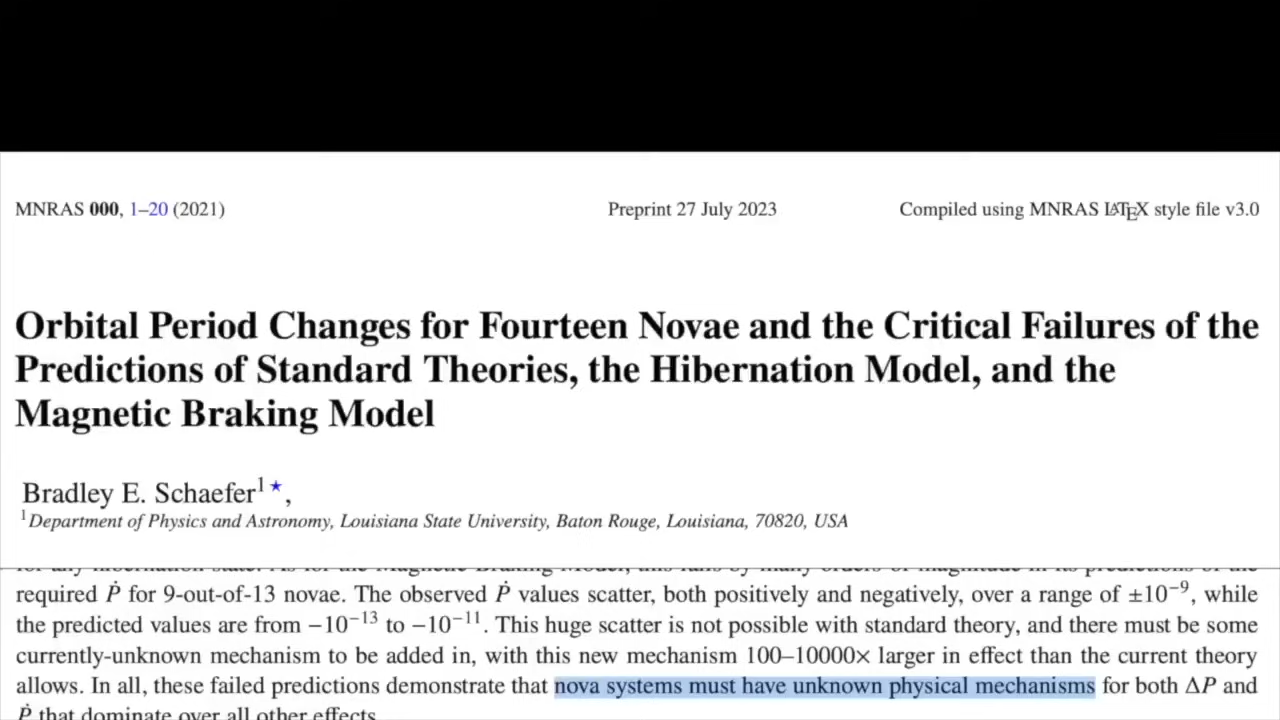 MNRAS 000, 1–20 (2021)
Preprint 27 July 2023
Compiled using MNRAS LATEX style file v3.0
Orbital Period Changes for Fourteen Novae and the Critical Failures of the
Predictions of Standard Theories, the Hibernation Model, and the
Magnetic Braking Model
Bradley E. Schaefer¹★,
¹Department of Physics and Astronomy, Louisiana State University, Baton Rouge, Louisiana, 70820, USA
required Ṗ for 9-out-of-13 novae. The observed Ṗ values scatter, both positively and negatively, over a range of ±10⁻⁹, while
the predicted values are from −10⁻¹³ to −10⁻¹¹. This huge scatter is not possible with standard theory, and there must be some
currently-unknown mechanism to be added in, with this new mechanism 100–10000× larger in effect than the current theory
allows. In all, these failed predictions demonstrate that nova systems must have unknown physical mechanisms for both ΔP and
Ṗ that dominate over all other effects.